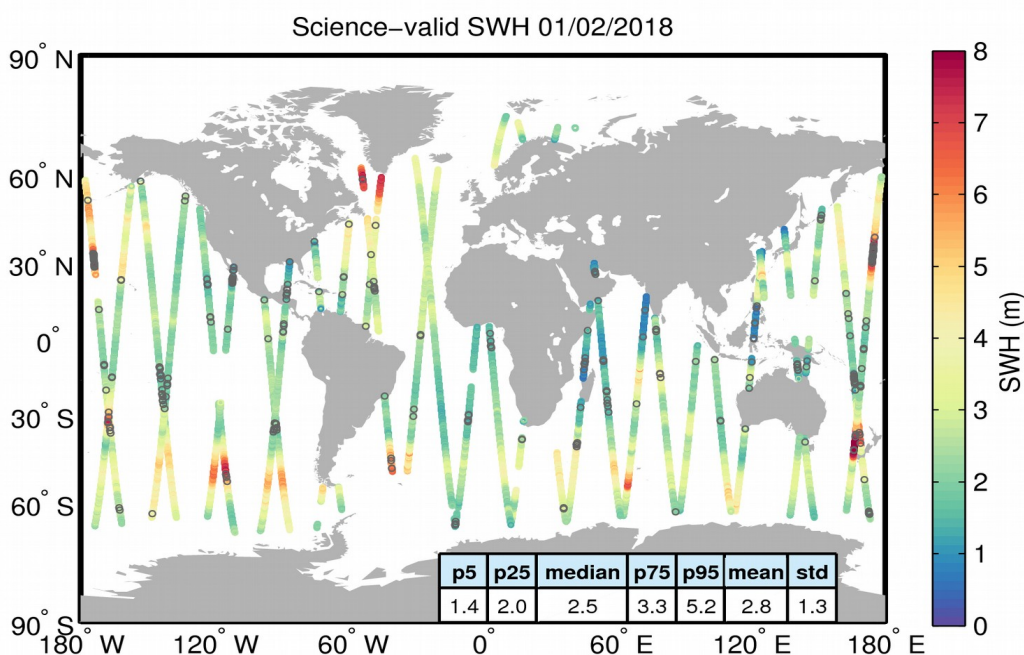 Science−valid SWH 01/02/2018
90° N
60° N
30° N
0°
30° S
60° S
90° S
180° W
120° W
60° W
0°
60° E
120° E
180° E
p5 p25 median p75 p95 mean std
1.4 2.0 2.5 3.3 5.2 2.8 1.3
8
7
6
5
4
3
2
1
0
SWH (m)